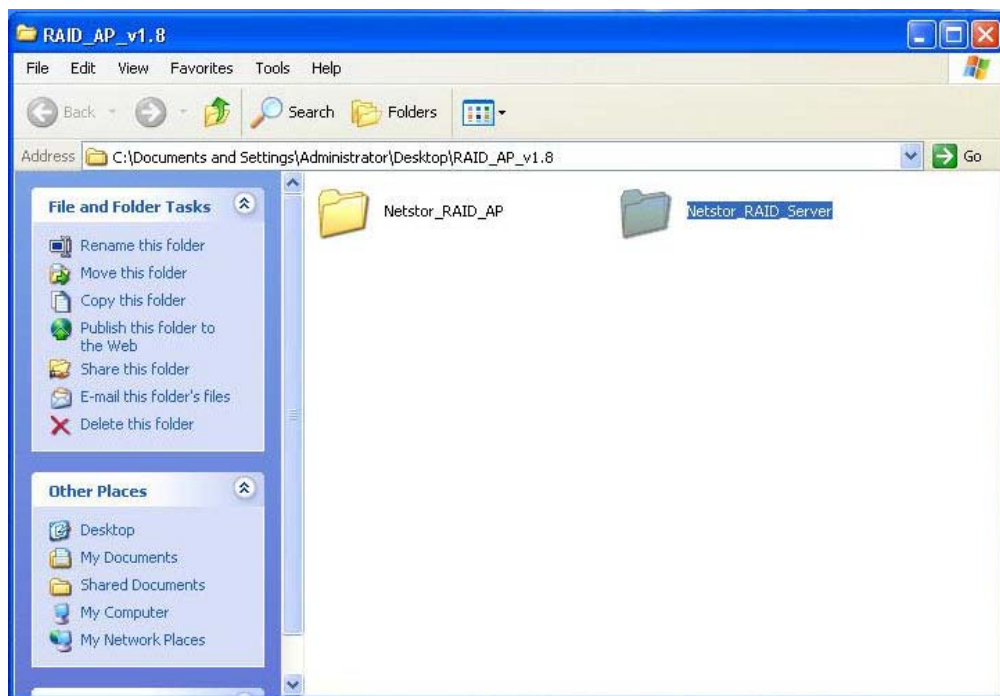 RAID_AP_v1.8
File Edit View Favorites Tools Help
Back Search Folders
Address C:\Documents and Settings\Administrator\Desktop\RAID_AP_v1.8 Go
File and Folder Tasks
Rename this folder
Move this folder
Copy this folder
Publish this folder to
the Web
Share this folder
E-mail this folder's files
Delete this folder
Other Places
Desktop
My Documents
Shared Documents
My Computer
My Network Places
Netstor_RAID_AP Netstor_RAID_Server